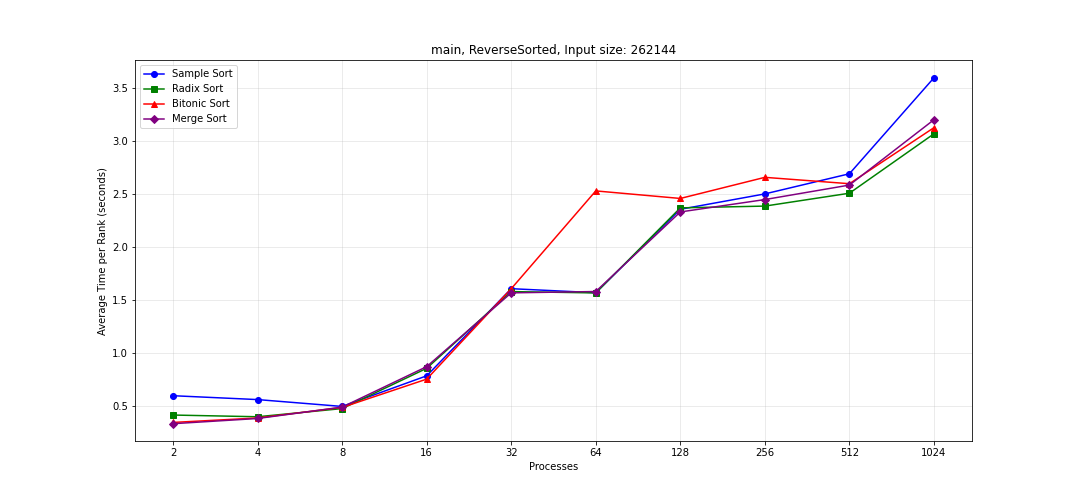 main, ReverseSorted, Input size: 262144
Sample Sort
Radix Sort
Bitonic Sort
Merge Sort
Average Time per Rank (seconds)
3.5
3.0
2.5
2.0
1.5
1.0
0.5
2 4 8 16 32 64 128 256 512 1024
Processes